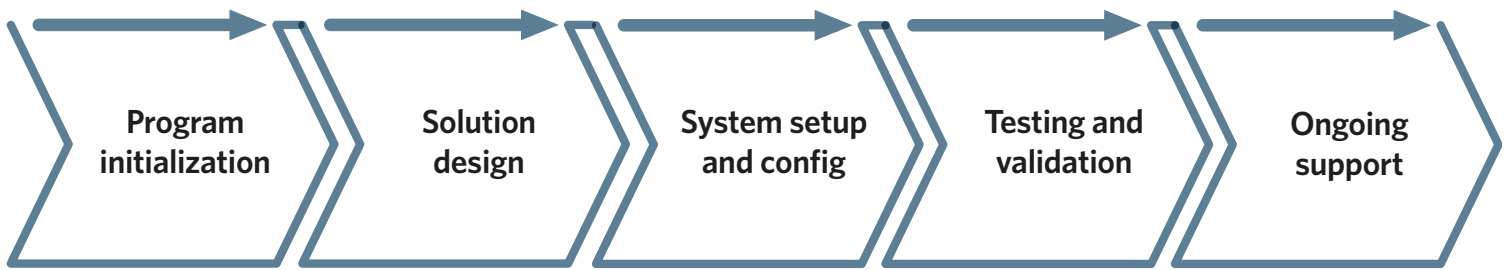 Program
initialization
Solution
design
System setup
and config
Testing and
validation
Ongoing
support